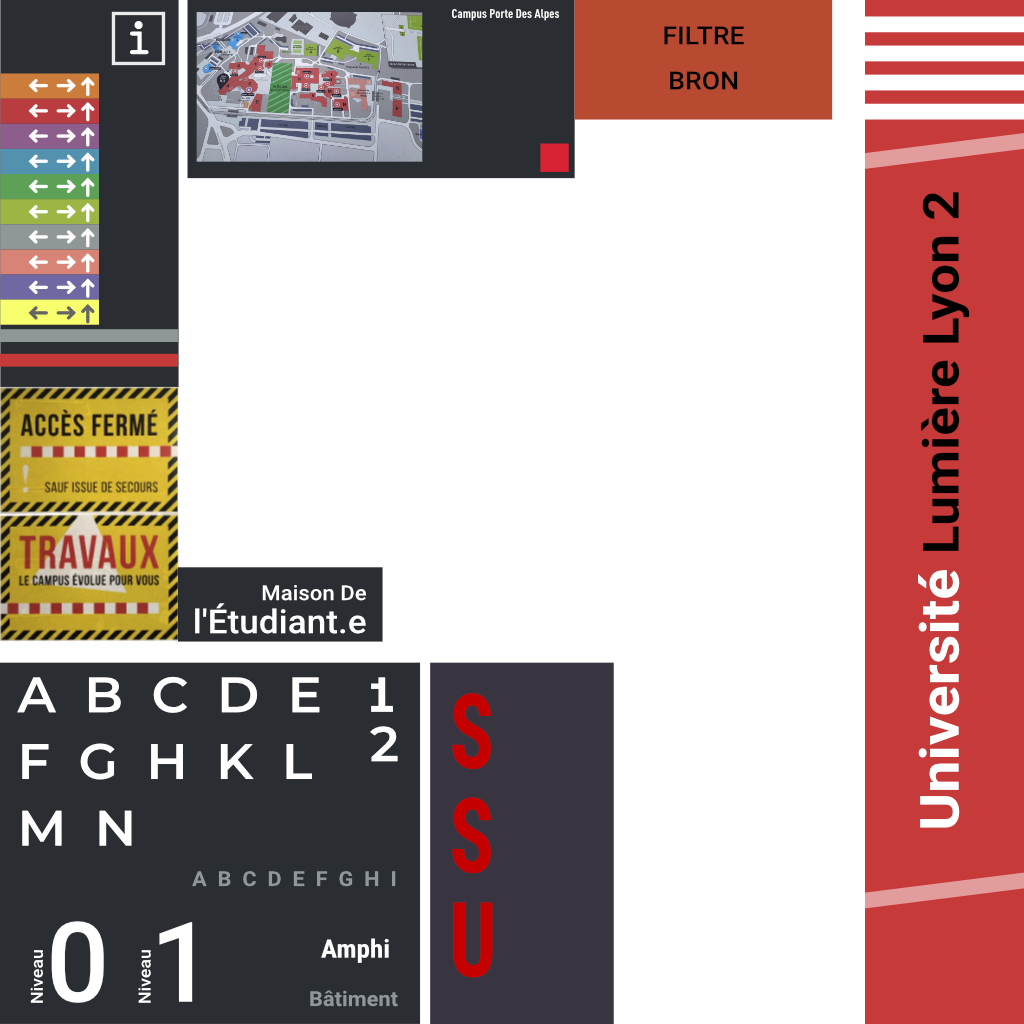 i
Campus Porte Des Alpes
FILTRE
BRON
ACCÈS FERMÉ
! SAUF ISSUE DE SECOURS
TRAVAUX
LE CAMPUS ÉVOLUE POUR VOUS
Maison De
l'Étudiant.e
A B C D E 1
2
F G H K L
M N
A B C D E F G H I
Niveau 0
Niveau 1
Amphi
Bâtiment
S
S
U
Université Lumière Lyon 2